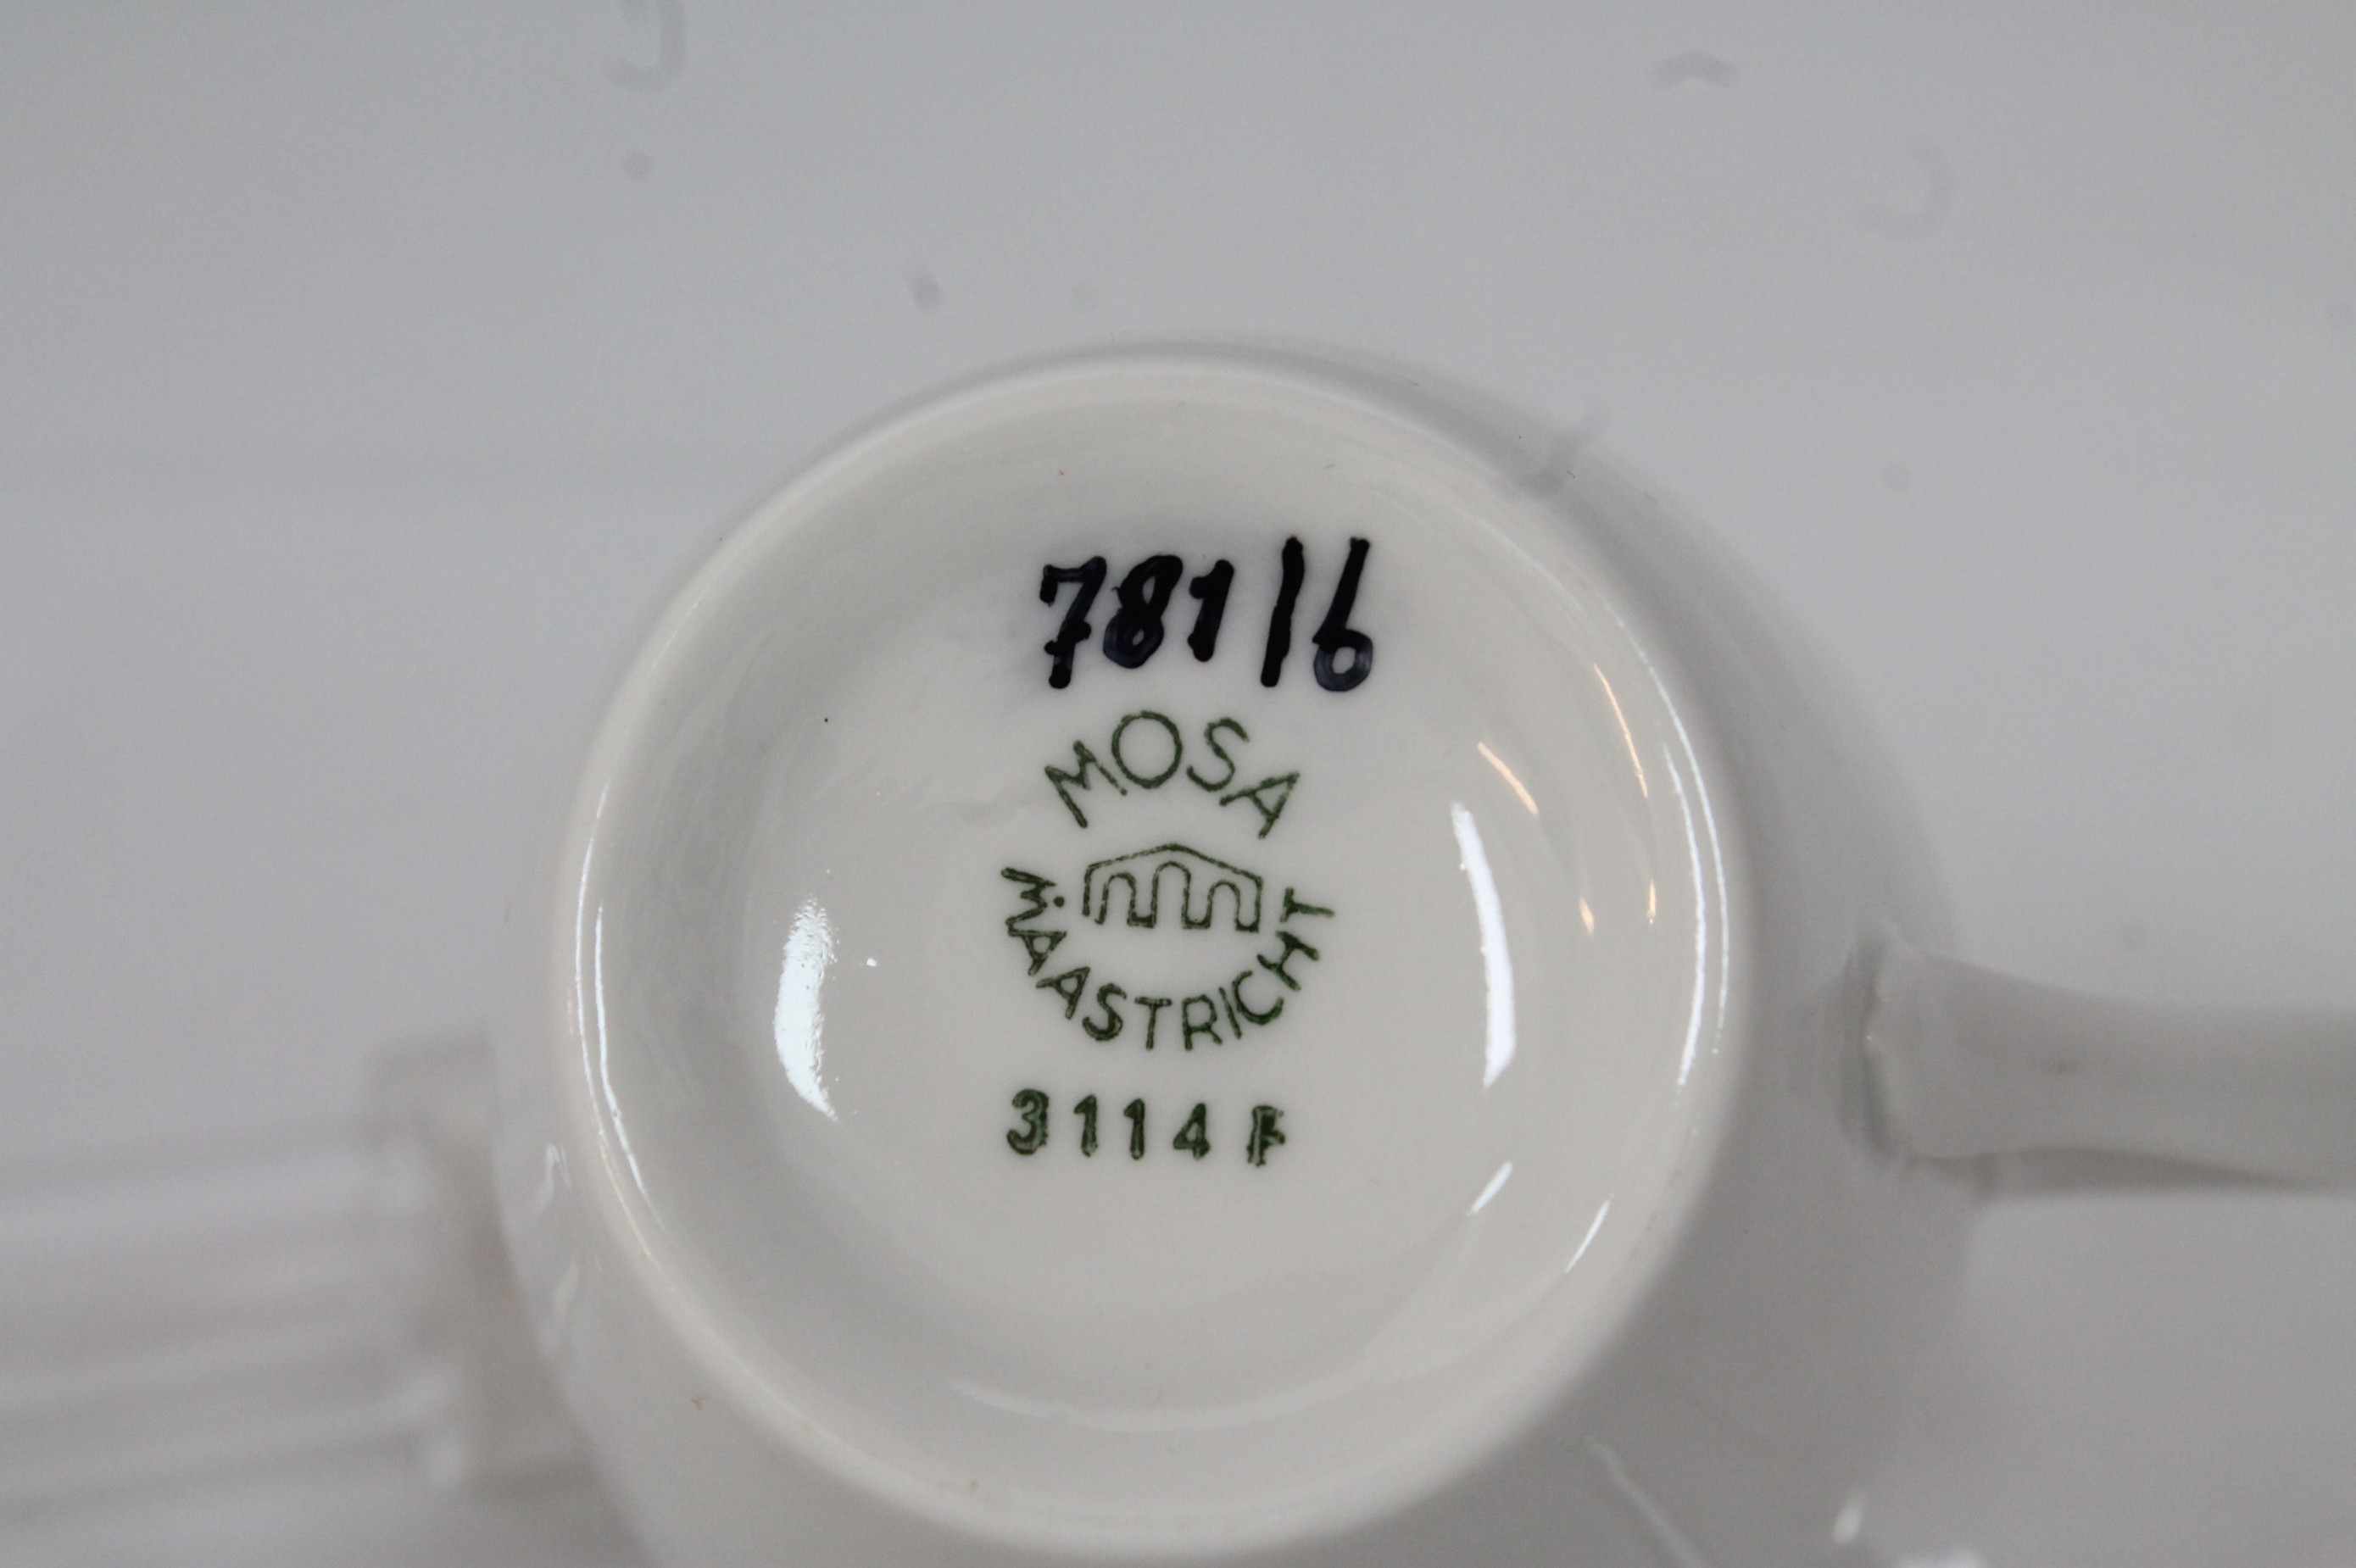 781/6
MOSA
MAASTRICHT
3114 F